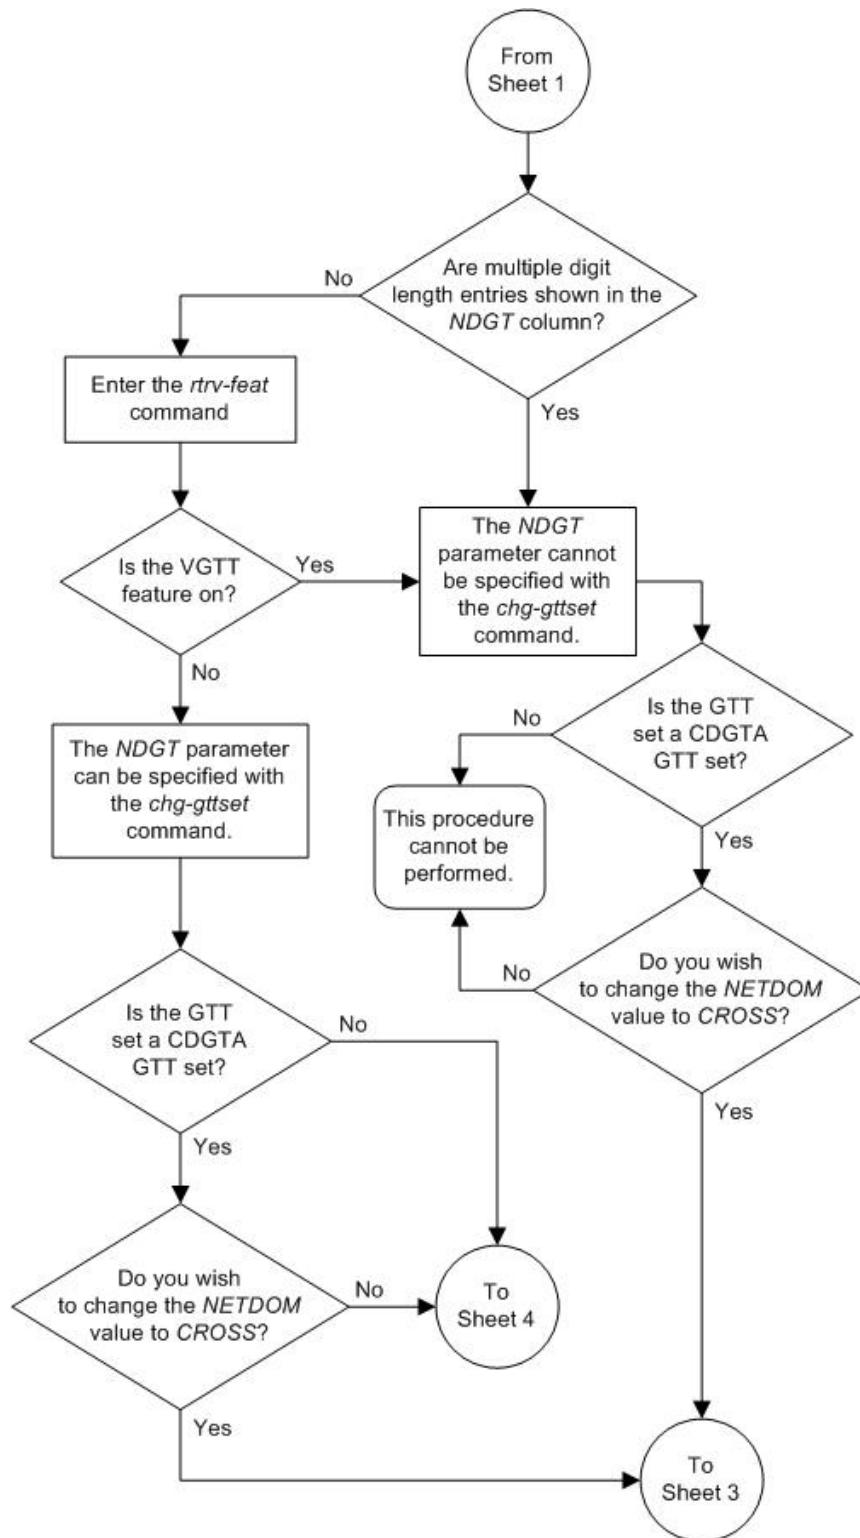 From
Sheet 1
Are multiple digit
length entries shown in the
NDGT column?
No
Yes
Enter the rtrv-feat
command
Is the VGTT
feature on?
Yes
No
The NDGT
parameter cannot
be specified with
the chg-gttset
command.
Is the GTT
set a CDGTA
GTT set?
No
Yes
The NDGT parameter
can be specified with
the chg-gttset
command.
This procedure
cannot be
performed.
Do you wish
to change the NETDOM
value to CROSS?
No
Yes
Is the GTT
set a CDGTA
GTT set?
No
Yes
Do you wish
to change the NETDOM
value to CROSS?
No
Yes
To
Sheet 4
To
Sheet 3